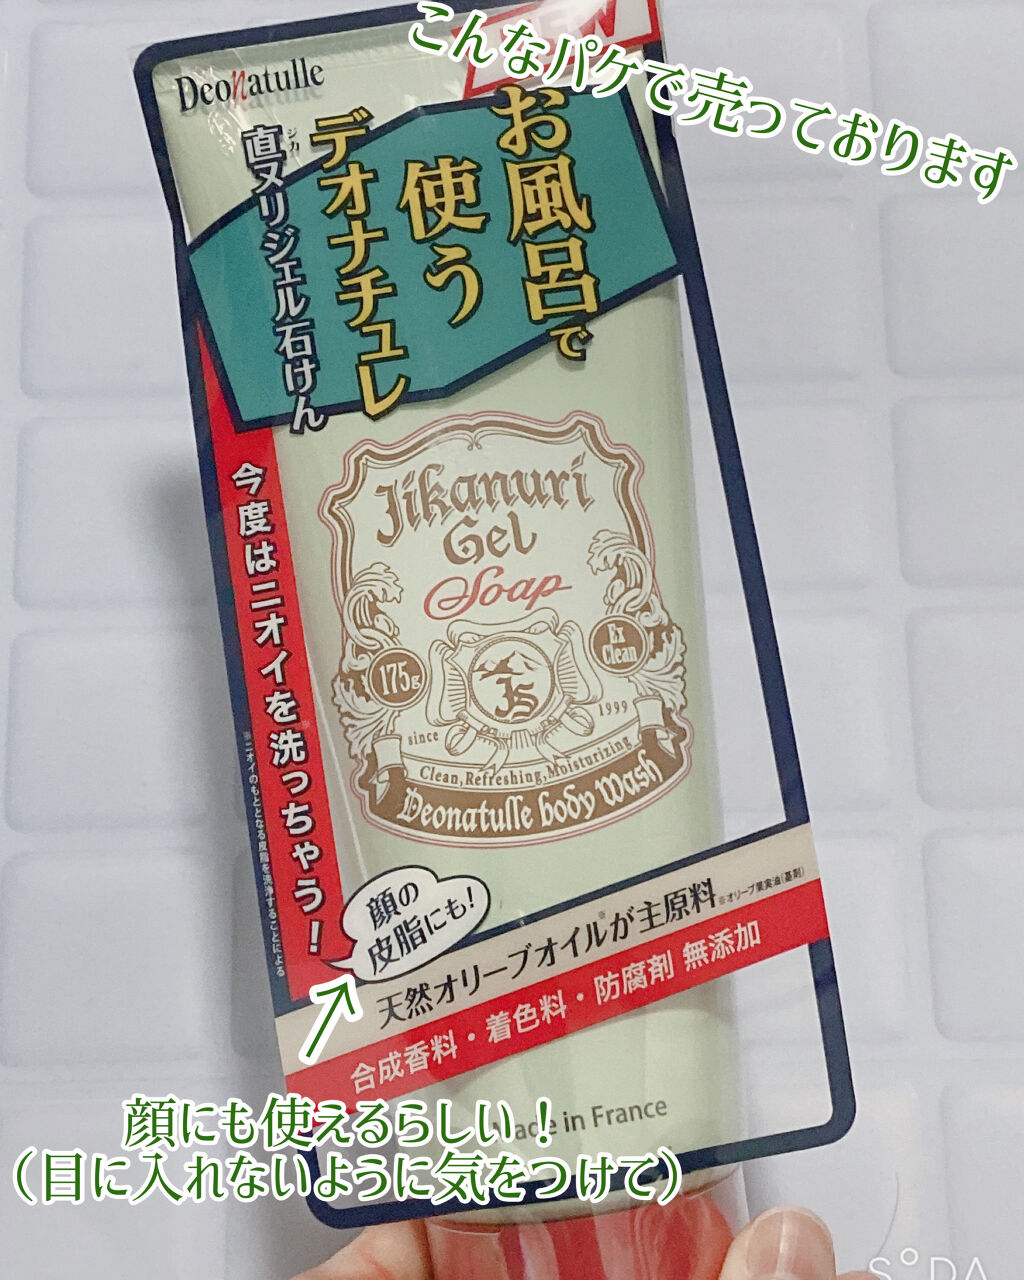 こんなパケで売っております
Deonatulle
お風呂で
使う
デオナチュレ
ジカ
直ヌリジェル石けん
今度はニオイを※洗っちゃう!
※ニオイのもととなる皮脂を洗浄することによる
Jikanuri
Gel
Soap
175g
Ex
Clean
JS
since
1999
Clean,Refreshing,Moisturizing
Deonatulle body Wash
顔の
皮脂にも!
天然オリーブオイル※が主原料※オリーブ果実油(基剤)
合成香料・着色料・防腐剤 無添加
Made in France
顔にも使えるらしい!
(目に入れないように気をつけて)
SODA